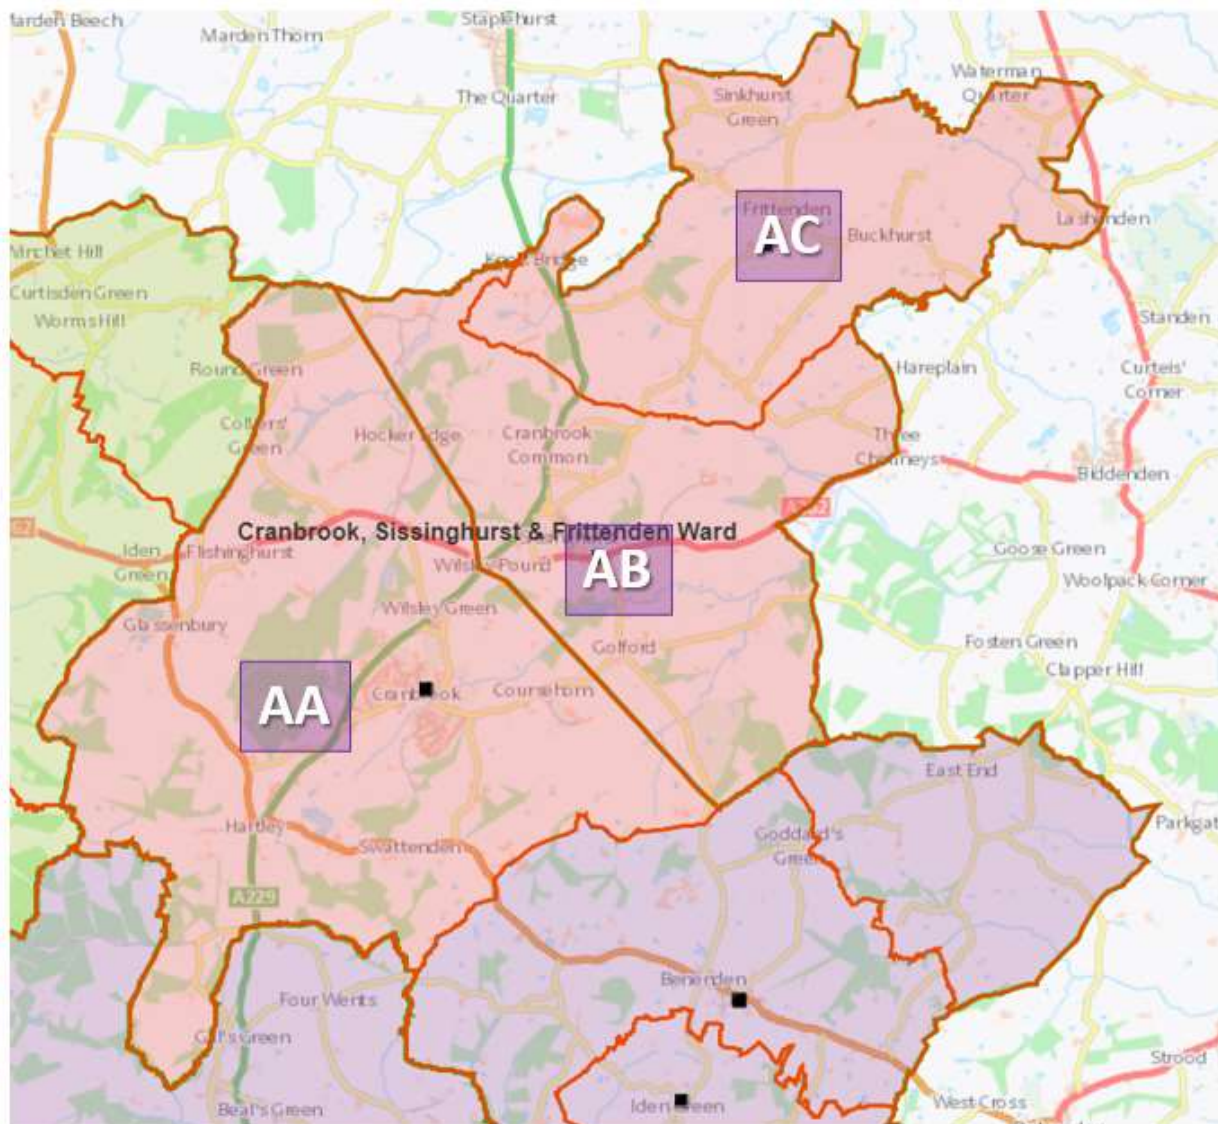 Marden Beech
Staplehurst
Marden Thorn
Waterman
Quarter
The Quarter
Sinkhurst
Green
Frittenden
AC
Buckhurst
Lashenden
Knox Bridge
Curtisden Green
Worms Hill
Standen
Round Green
Hareplain
Curteis'
Corner
Colliers'
Green
Hocker Edge
Cranbrook
Common
Three
Chimneys
Biddenden
Cranbrook, Sissinghurst & Frittenden Ward
Iden
Green
Flishinghurst
Goose Green
Wilsley Pound
AB
Woolpack Corner
Wilsley Green
Glassenbury
Golford
Fosten Green
Clapper Hill
AA
Cranbrook
Coursehorn
East End
Hartley
Swattenden
Goddard's
Green
A229
Benenden
Four Wents
Gill's Green
Strood
Beal's Green
Iden Green
West Cross